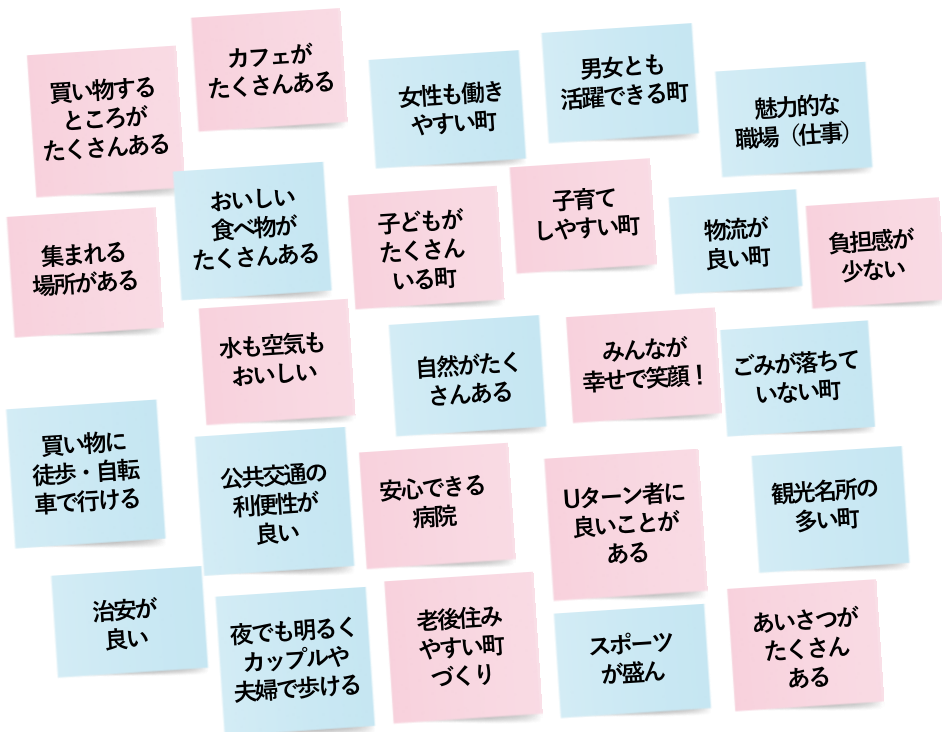 買い物する
ところが
たくさんある
カフェが
たくさんある
女性も働き
やすい町
男女とも
活躍できる町
魅力的な
職場（仕事）
集まれる
場所がある
おいしい
食べ物が
たくさんある
子どもが
たくさん
いる町
子育て
しやすい町
物流が
良い町
負担感が
少ない
水も空気も
おいしい
自然がたく
さんある
みんなが
幸せで笑顔！
ごみが落ちて
いない町
買い物に
徒歩・自転
車で行ける
公共交通の
利便性が
良い
安心できる
病院
Uターン者に
良いことが
ある
観光名所の
多い町
治安が
良い
夜でも明るく
カップルや
夫婦で歩ける
老後住み
やすい町
づくり
スポーツ
が盛ん
あいさつが
たくさん
ある